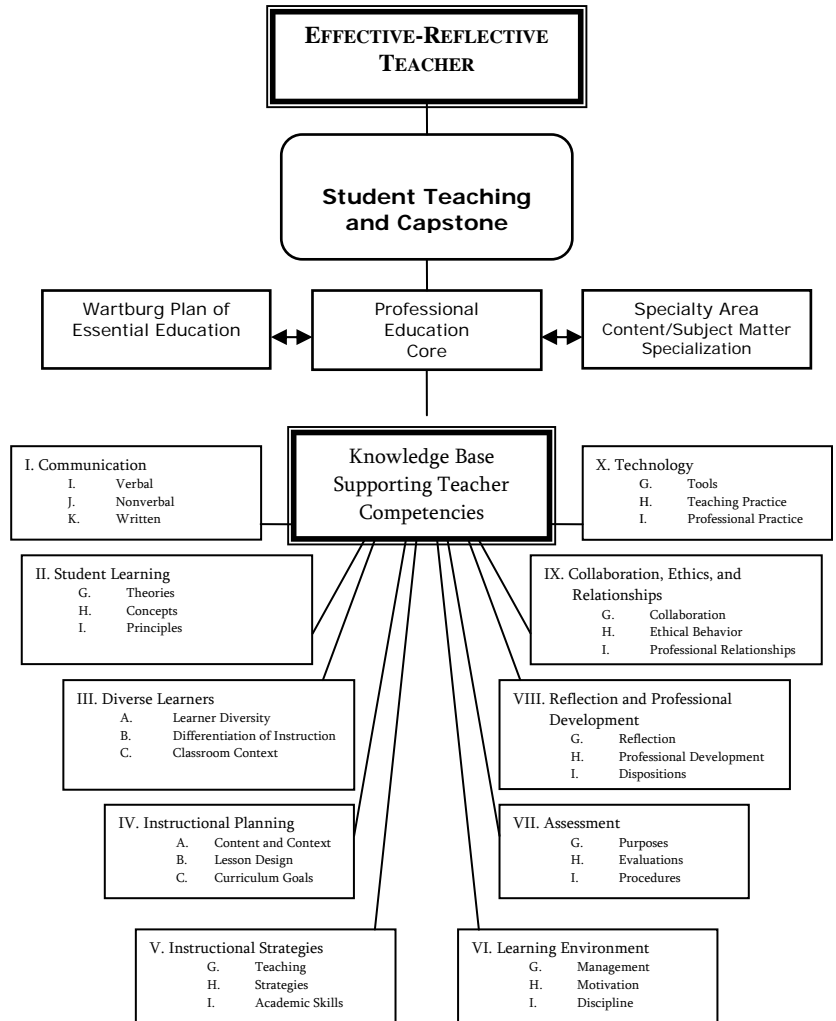 EFFECTIVE-REFLECTIVE
TEACHER
Student Teaching
and Capstone
Wartburg Plan of
Essential Education
Professional
Education
Core
Specialty Area
Content/Subject Matter
Specialization
Knowledge Base
Supporting Teacher
Competencies
I. Communication
I. Verbal
J. Nonverbal
K. Written
II. Student Learning
G. Theories
H. Concepts
I. Principles
III. Diverse Learners
A. Learner Diversity
B. Differentiation of Instruction
C. Classroom Context
IV. Instructional Planning
A. Content and Context
B. Lesson Design
C. Curriculum Goals
V. Instructional Strategies
G. Teaching
H. Strategies
I. Academic Skills
VI. Learning Environment
G. Management
H. Motivation
I. Discipline
VII. Assessment
G. Purposes
H. Evaluations
I. Procedures
VIII. Reflection and Professional
Development
G. Reflection
H. Professional Development
I. Dispositions
IX. Collaboration, Ethics, and
Relationships
G. Collaboration
H. Ethical Behavior
I. Professional Relationships
X. Technology
G. Tools
H. Teaching Practice
I. Professional Practice